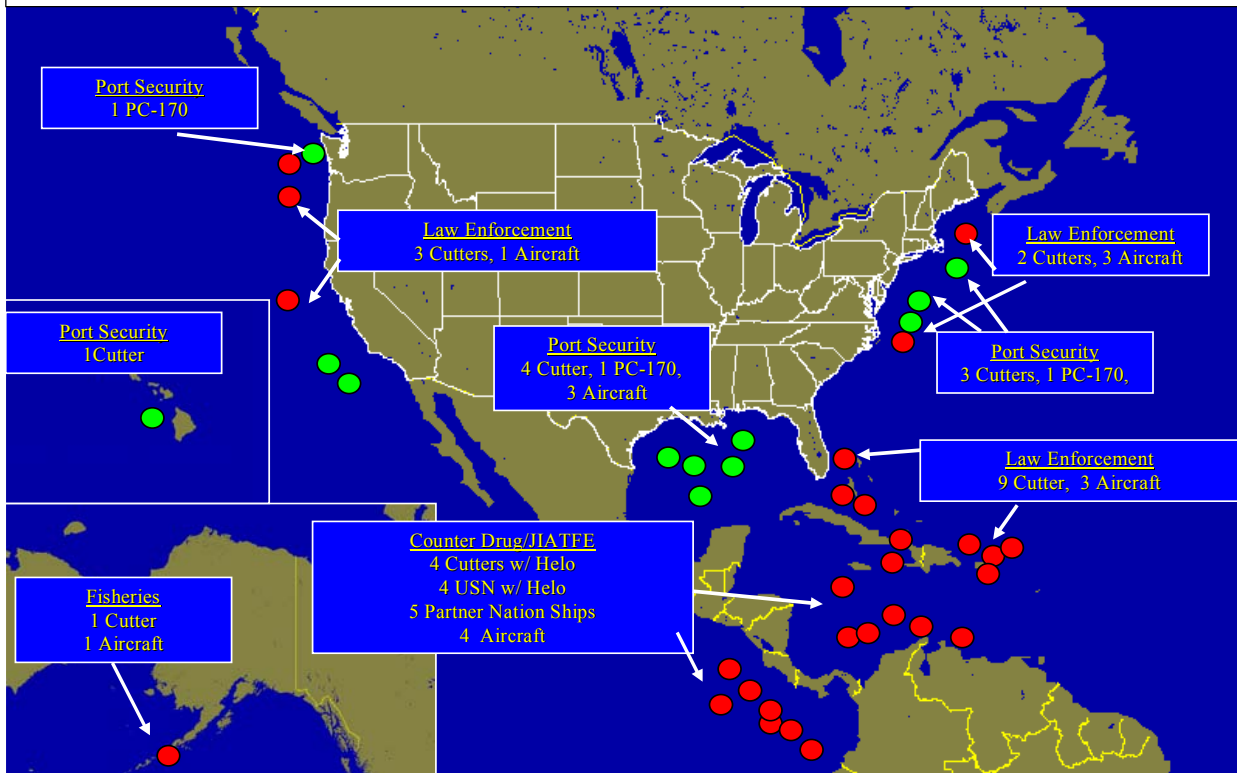 Port Security
1 PC-170
Law Enforcement
3 Cutters, 1 Aircraft
Law Enforcement
2 Cutters, 3 Aircraft
Port Security
1Cutter
Port Security
4 Cutter, 1 PC-170,
3 Aircraft
Port Security
3 Cutters, 1 PC-170,
Law Enforcement
9 Cutter, 3 Aircraft
Counter Drug/JIATFE
4 Cutters w/ Helo
4 USN w/ Helo
5 Partner Nation Ships
4 Aircraft
Fisheries
1 Cutter
1 Aircraft